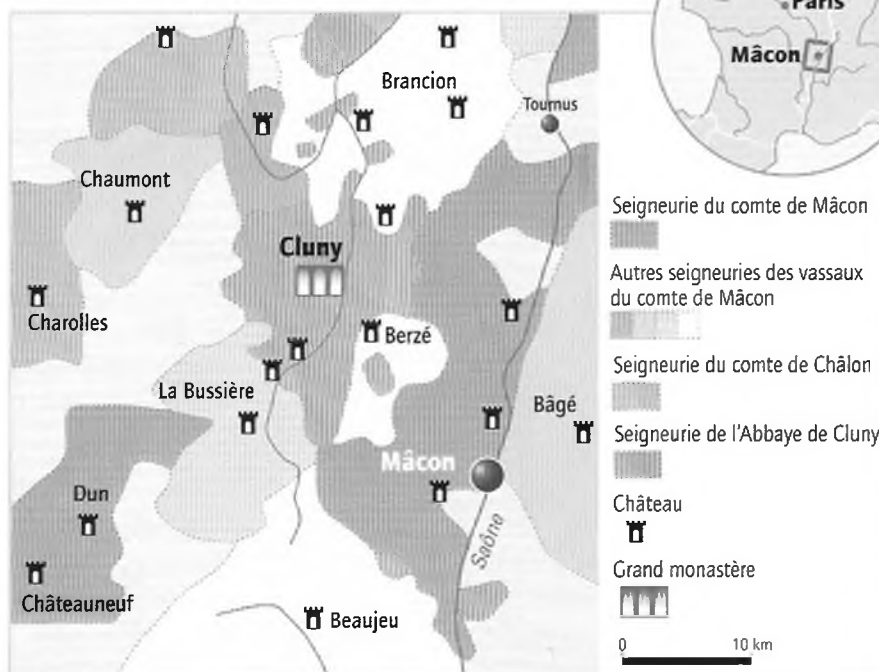 Paris
Mâcon
Brancion
Tournus
Chaumont
Cluny
Charolles
Berzé
La Bussière
Bâgé
Mâcon
Dun
Saône
Châteauneuf
Beaujeu
Seigneurie du comte de Mâcon
Autres seigneuries des vassaux
du comte de Mâcon
Seigneurie du comte de Châlon
Seigneurie de l'Abbaye de Cluny
Château
Grand monastère
0 10 km